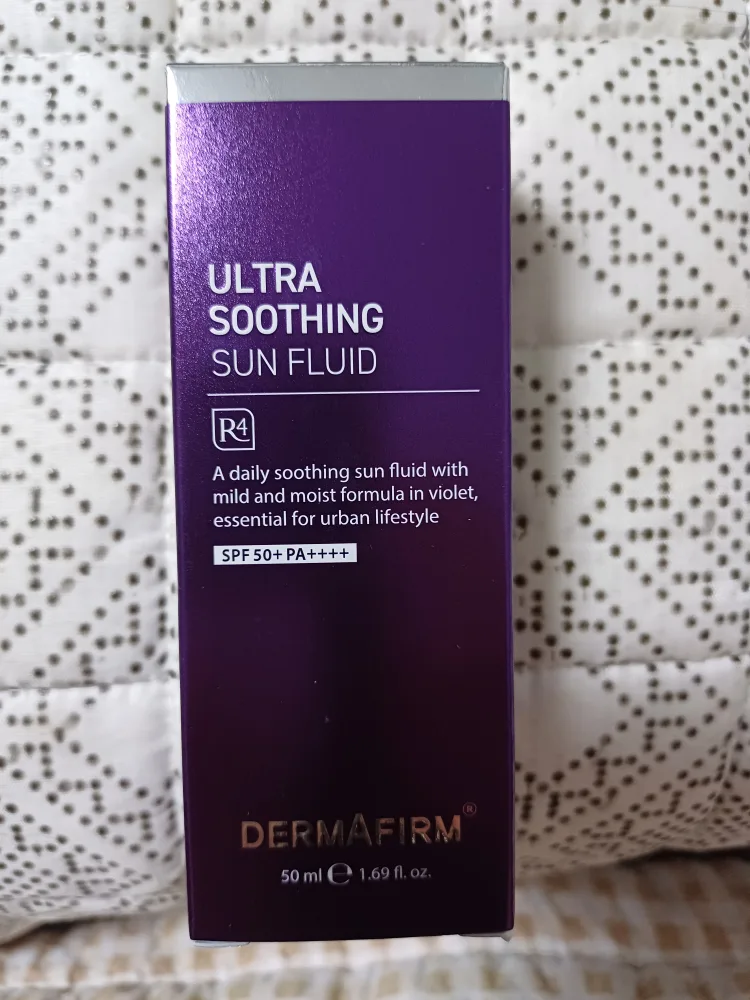 ULTRA
SOOTHING
SUN FLUID
R4
A daily soothing sun fluid with
mild and moist formula in violet,
essential for urban lifestyle
SPF 50+ PA++++
DERMAFIRM®
50 ml ℮ 1.69 fl. oz.